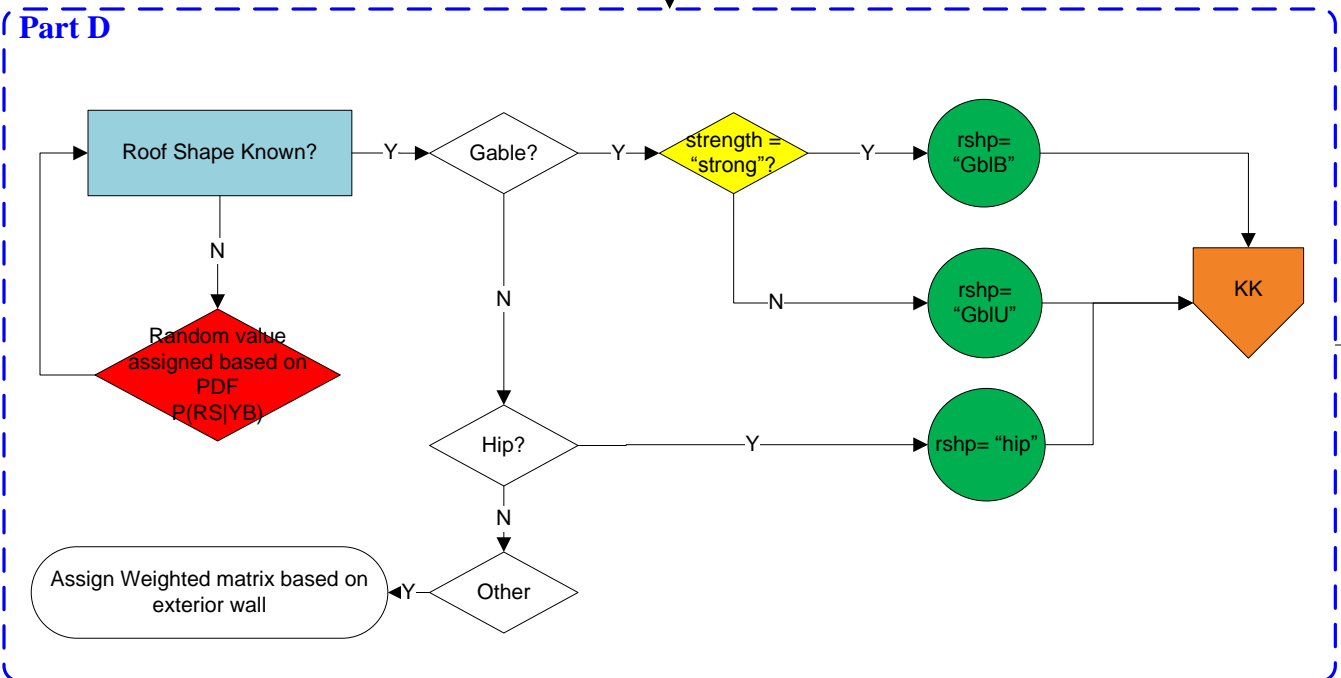 Part D
Roof Shape Known?
Y
Gable?
Y
strength =
“strong”?
Y
rshp=
“GblB”
N
Random value
assigned based on
PDF
P(RS|YB)
N
N
rshp=
“GblU”
KK
Hip?
Y
rshp= “hip”
N
Other
Y
Assign Weighted matrix based on
exterior wall